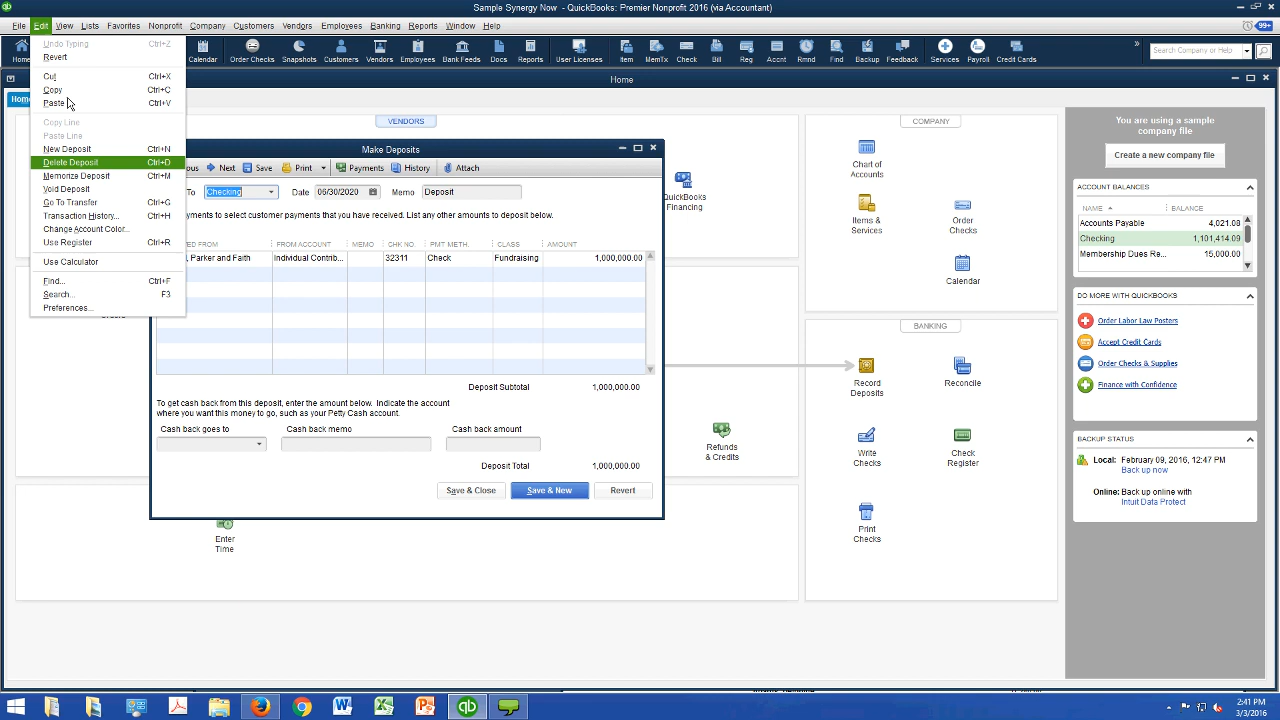 Sample Synergy Now - QuickBooks: Premier Nonprofit 2016 (via Accountant)
File Edit View Lists Favorites Nonprofit Company Customers Vendors Employees Banking Reports Window Help
99+
Home Calendar Order Checks Snapshots Customers Vendors Employees Bank Feeds Docs Reports User Licenses Item MemTx Check Bill Reg Accnt Rmnd Find Backup Feedback Services Payroll Credit Cards
»
Search Company or Help
Undo Typing Ctrl+Z
Revert
Cut Ctrl+X
Copy Ctrl+C
Paste Ctrl+V
Copy Line
Paste Line
New Deposit Ctrl+N
Delete Deposit Ctrl+D
Memorize Deposit Ctrl+M
Void Deposit
Go To Transfer Ctrl+G
Transaction History... Ctrl+H
Change Account Color...
Use Register Ctrl+R
Use Calculator
Find... Ctrl+F
Search... F3
Preferences...
Home
Hom
VENDORS
Make Deposits
ous Next Save Print Payments History Attach
To Checking Date 06/30/2020 Memo Deposit
ayments to select customer payments that you have received. List any other amounts to deposit below.
ED FROM FROM ACCOUNT MEMO CHK NO. PMT METH. CLASS AMOUNT
, Parker and Faith Individual Contrib... 32311 Check Fundraising 1,000,000.00
Deposit Subtotal 1,000,000.00
To get cash back from this deposit, enter the amount below. Indicate the account
where you want this money to go, such as your Petty Cash account.
Cash back goes to Cash back memo Cash back amount
Deposit Total 1,000,000.00
Save & Close Save & New Revert
QuickBooks
Financing
Refunds
& Credits
Enter
Time
COMPANY
Chart of
Accounts
Items &
Services
Order
Checks
Calendar
BANKING
Record
Deposits
Reconcile
Write
Checks
Check
Register
Print
Checks
You are using a sample
company file
Create a new company file
ACCOUNT BALANCES
NAME BALANCE
Accounts Payable 4,021.08
Checking 1,101,414.09
Membership Dues Re... 15,000.00
DO MORE WITH QUICKBOOKS
Order Labor Law Posters
Accept Credit Cards
Order Checks & Supplies
Finance with Confidence
BACKUP STATUS
Local: February 09, 2016, 12:47 PM
Back up now
Online: Back up online with
Intuit Data Protect
2:41 PM
3/3/2016